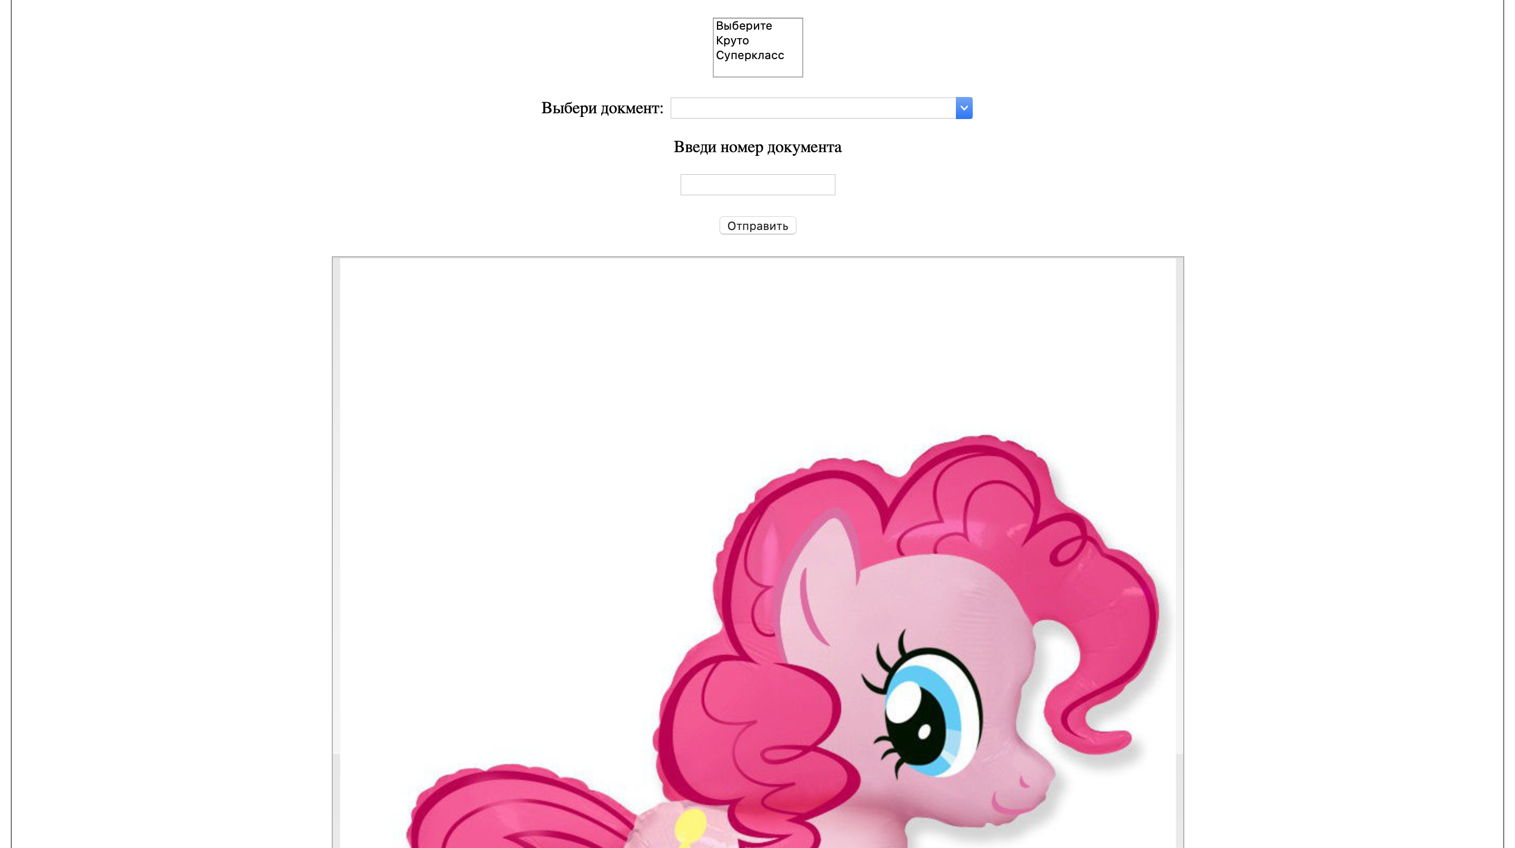 Выберите
Круто
Суперкласс
Выбери докмент:
Введи номер документа
Отправить